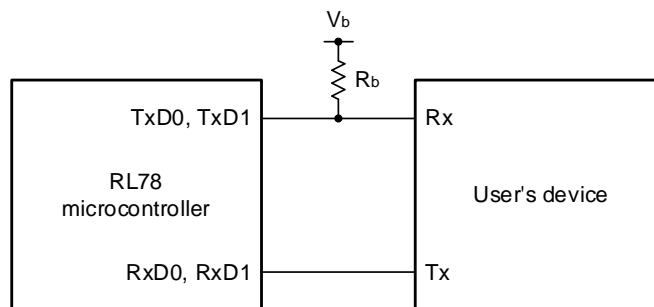 Vb
Rb
TxD0, TxD1
Rx
RL78
microcontroller
User's device
RxD0, RxD1
Tx